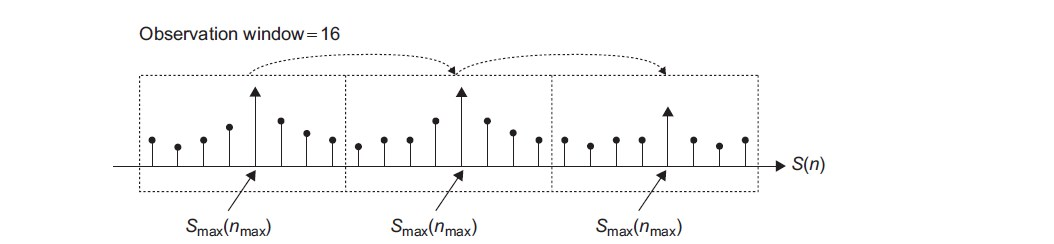 Observation window = 16
S(n)
Smax(nmax) Smax(nmax) Smax(nmax)